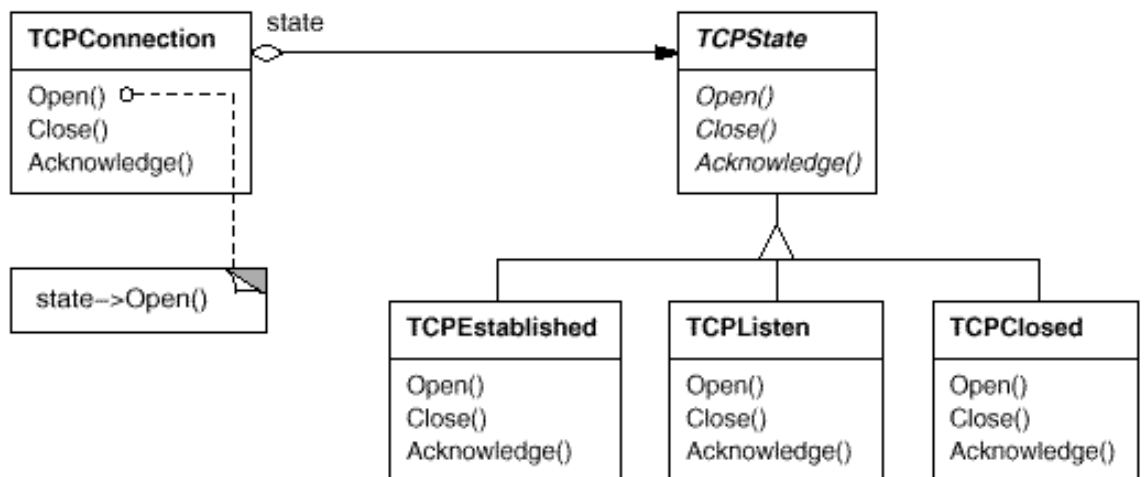 state
TCPConnection
Open()
Close()
Acknowledge()
state->Open()
TCPState
Open()
Close()
Acknowledge()
TCPEstablished
Open()
Close()
Acknowledge()
TCPListen
Open()
Close()
Acknowledge()
TCPClosed
Open()
Close()
Acknowledge()